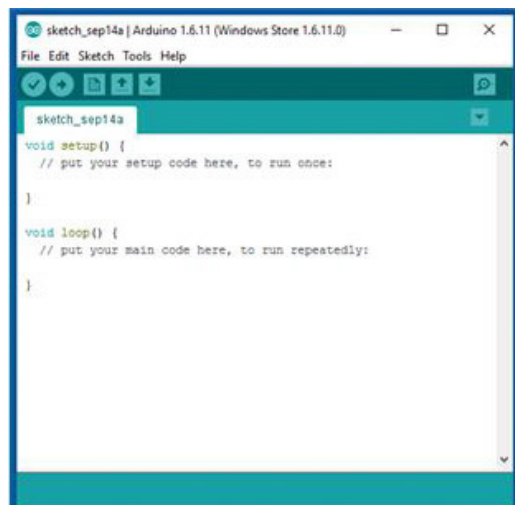 sketch_sep14a | Arduino 1.6.11 (Windows Store 1.6.11.0)
File Edit Sketch Tools Help
sketch_sep14a
void setup() {
  // put your setup code here, to run once:

}

void loop() {
  // put your main code here, to run repeatedly:

}